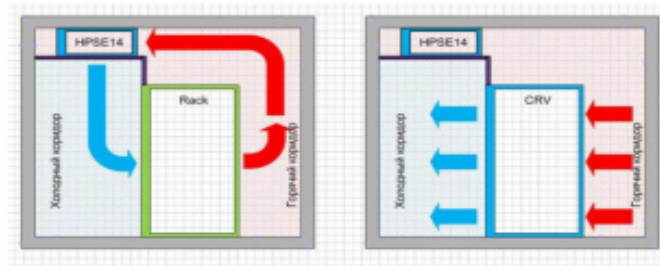 HPSE14
Rack
Холодный коридор
Горячий коридор
HPSE14
CRV
Холодный коридор
Горячий коридор